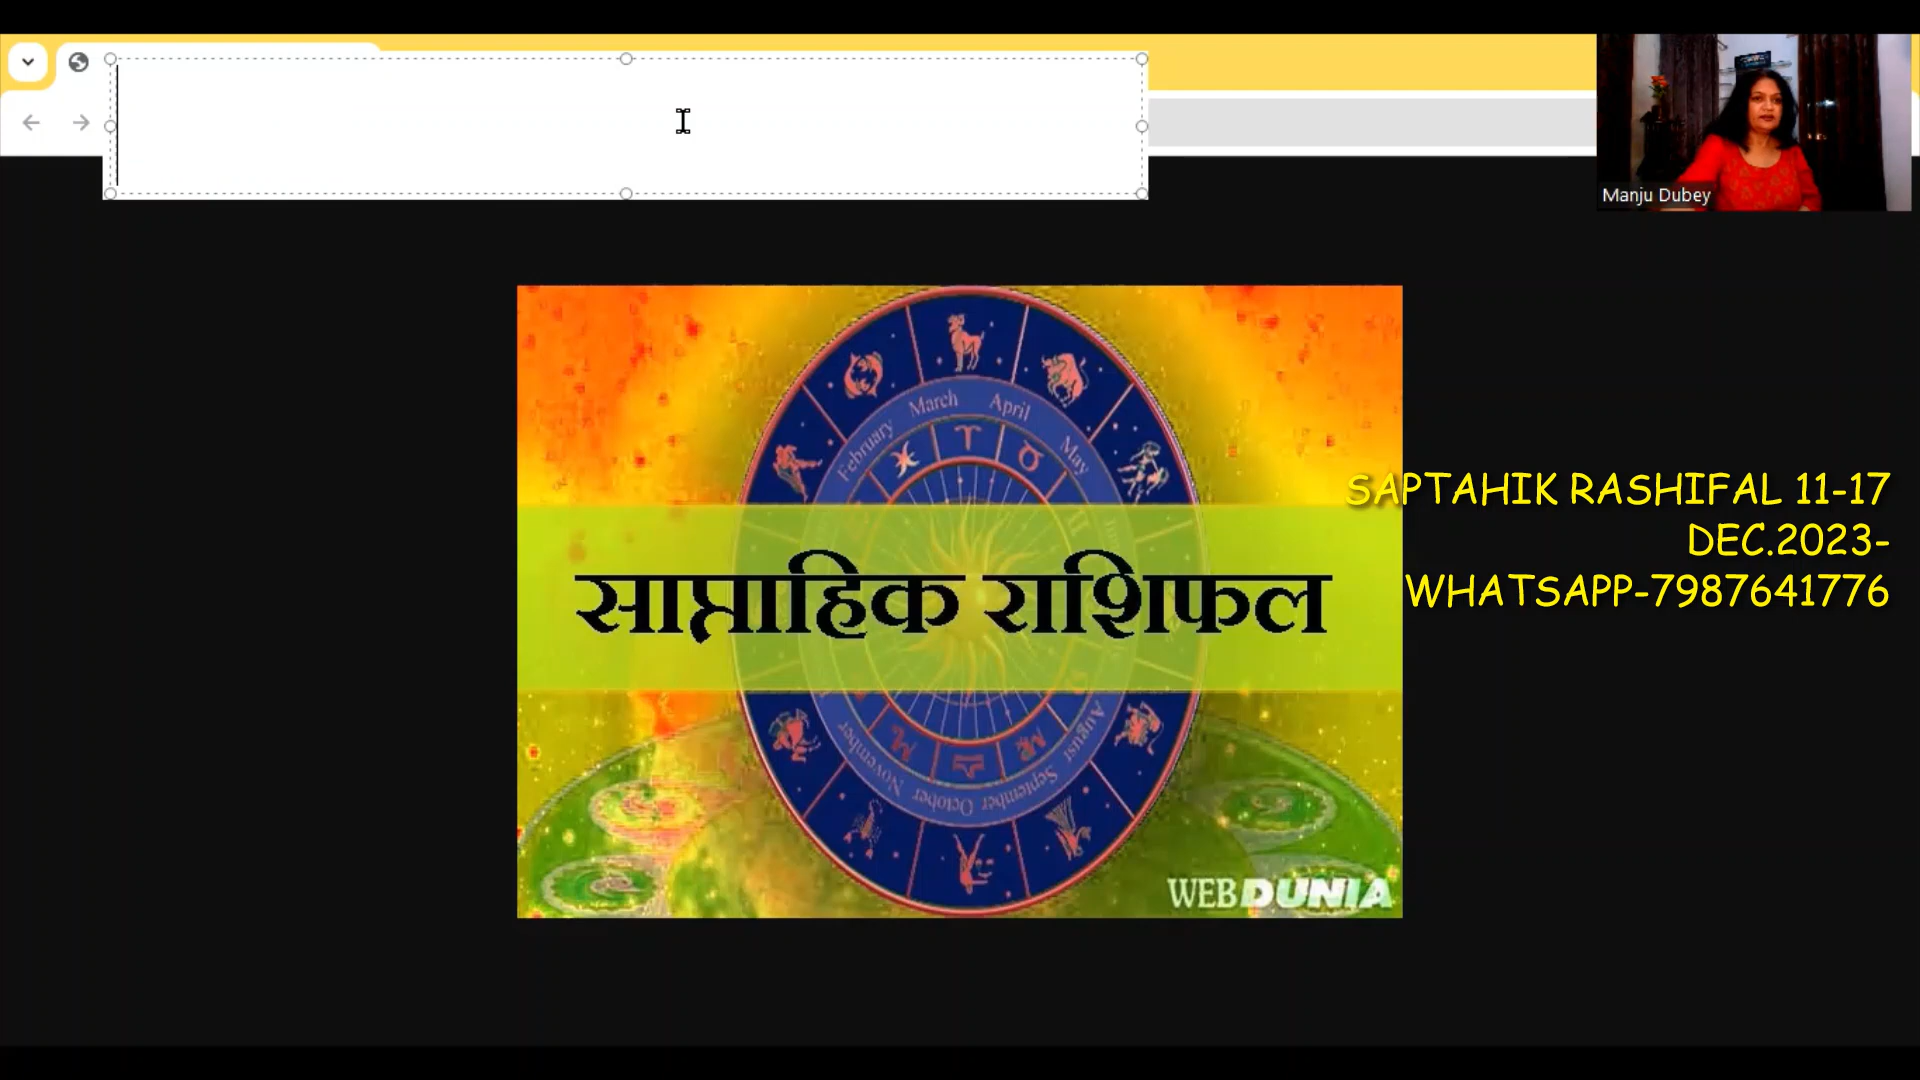 Manju Dubey
March
April
February
May
SAPTAHIK RASHIFAL 11-17
DEC.2023-
WHATSAPP-7987641776
साप्ताहिक राशिफल
August
November
September
October
WEBDUNIA